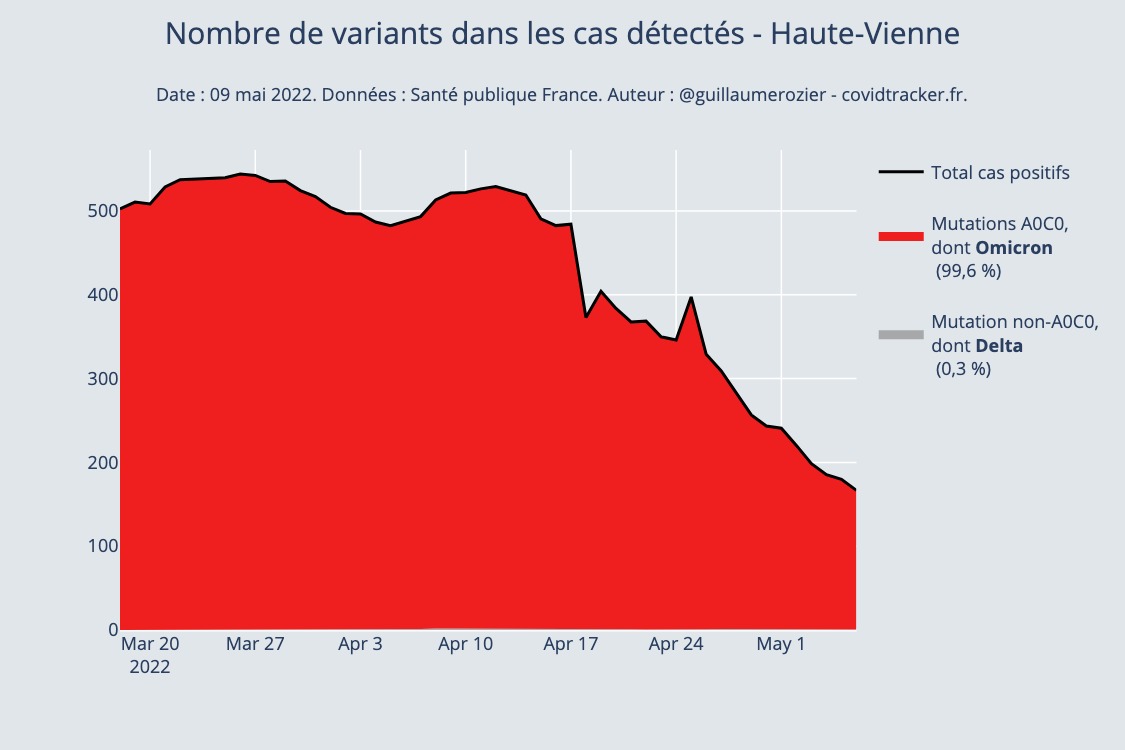 Nombre de variants dans les cas détectés - Haute-Vienne
Date : 09 mai 2022. Données : Santé publique France. Auteur : @guillaumerozier - covidtracker.fr.
500
400
300
200
100
0
Mar 20
2022
Mar 27
Apr 3
Apr 10
Apr 17
Apr 24
May 1
Total cas positifs
Mutations A0C0,
dont Omicron
(99,6 %)
Mutation non-A0C0,
dont Delta
(0,3 %)